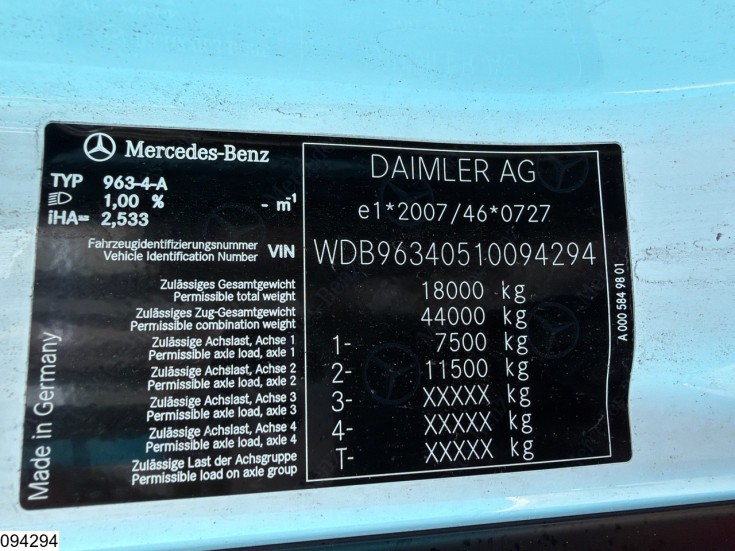 Mercedes-Benz
TYP 963-4-A
1,00 % - m-1
iHA= 2,533
DAIMLER AG
e1*2007/46*0727
Fahrzeugidentifizierungsnummer
Vehicle Identification Number VIN WDB96340510094294
Zulässiges Gesamtgewicht
Permissible total weight 18000 kg
Zulässiges Zug-Gesamtgewicht
Permissible combination weight 44000 kg
Zulässige Achslast, Achse 1
Permissible axle load, axle 1 1- 7500 kg
Zulässige Achslast, Achse 2
Permissible axle load, axle 2 2- 11500 kg
Zulässige Achslast, Achse 3
Permissible axle load, axle 3 3- XXXXX kg
Zulässige Achslast, Achse 4
Permissible axle load, axle 4 4- XXXXX kg
Zulässige Last der Achsgruppe
Permissible load on axle group T- XXXXX kg
Made in Germany
A 000 584 98 01
094294